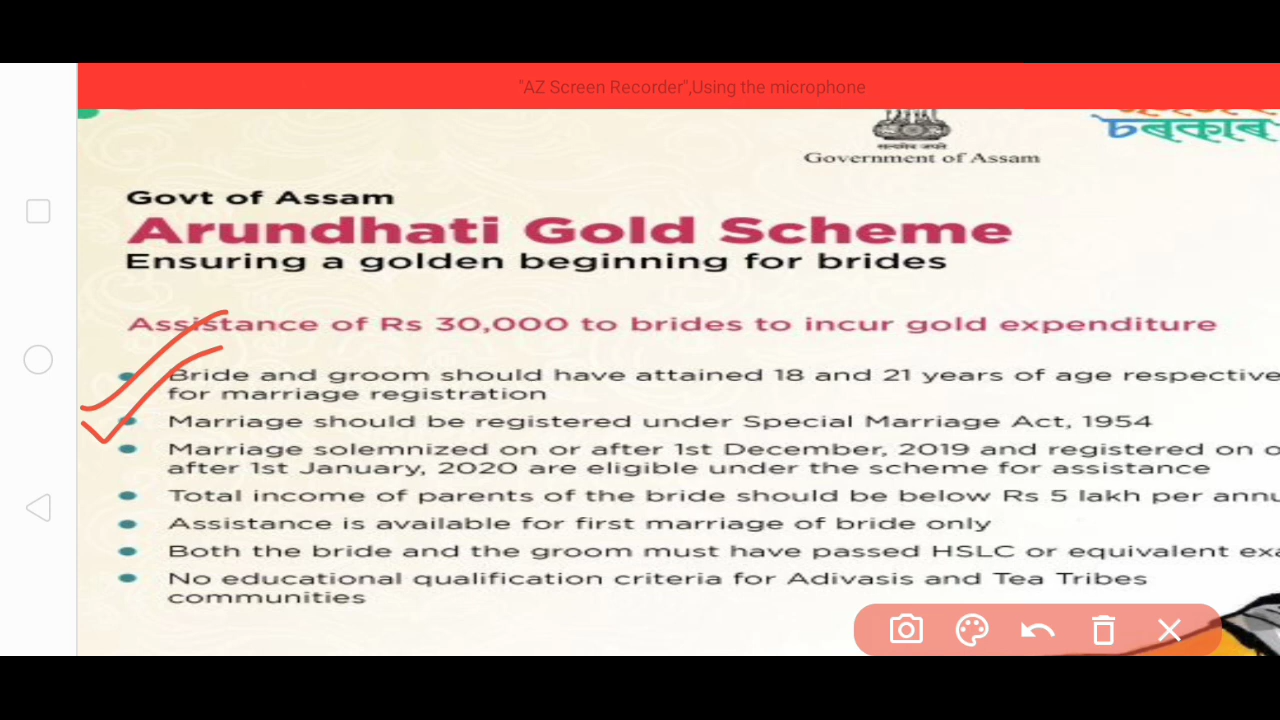 "AZ Screen Recorder",Using the microphone
চৰকাৰ
सत्यमेव जयते
Government of Assam
Govt of Assam
Arundhati Gold Scheme
Ensuring a golden beginning for brides
Assistance of Rs 30,000 to brides to incur gold expenditure
Bride and groom should have attained 18 and 21 years of age
for marriage registration
Marriage should be registered under Special Marriage Act, 1954
Marriage solemnized on or after 1st December, 2019 and registered on
after 1st January, 2020 are eligible under the scheme for assistance
Total income of parents of the bride should be below Rs 5 lakh per
Assistance is available for first marriage of bride only
Both the bride and the groom must have passed HSLC or equivalent
No educational qualification criteria for Adivasis and Tea Tribes
communities